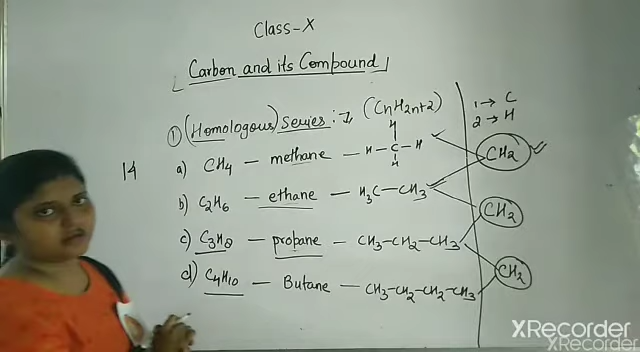 Class-X
Carbon and its Compound
① (Homologous) Series :- (CnH2n+2)
1 → C
2 → H
14
a) CH4 — methane — H-C-H
H
H
CH2
b) C2H6 — ethane — H3C-CH3
CH2
c) C3H8 — propane — CH3-CH2-CH3
CH2
d) C4H10 — Butane — CH3-CH2-CH2-CH3
XRecorder
XRecorder